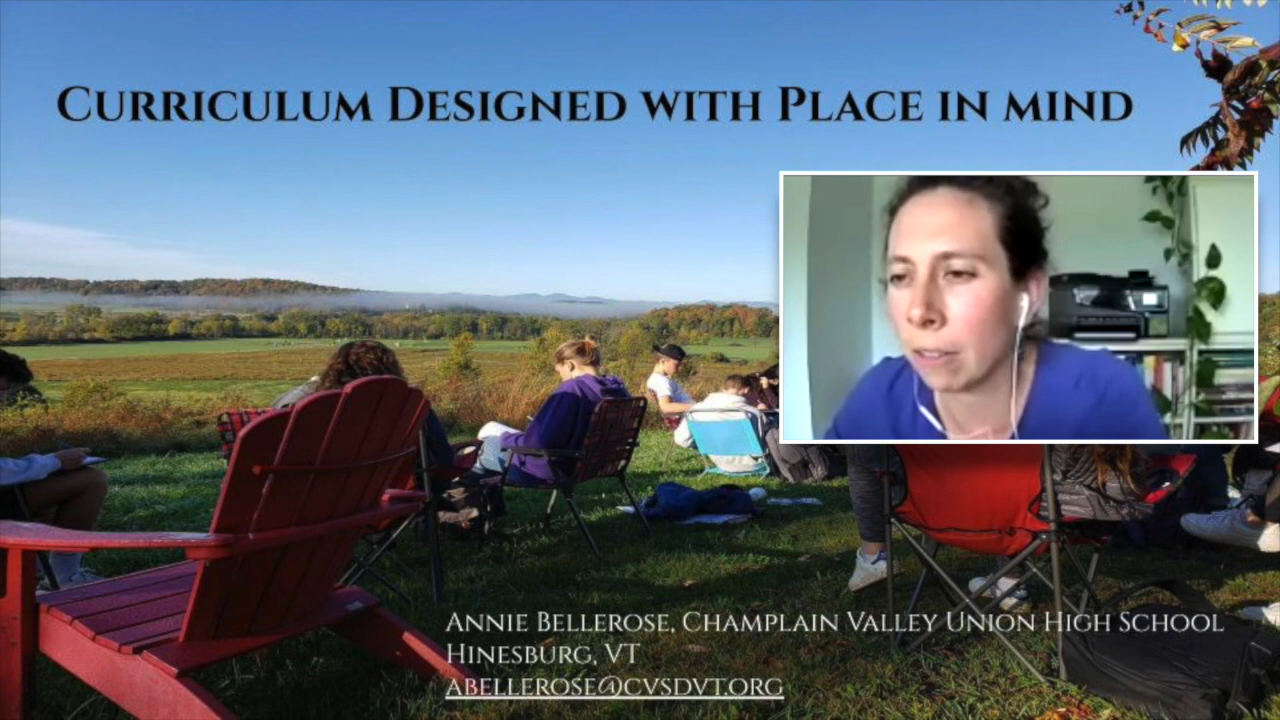 Curriculum Designed with Place in mind
Annie Bellerose, Champlain Valley Union High School
Hinesburg, VT
abellerose@cvsdvt.org